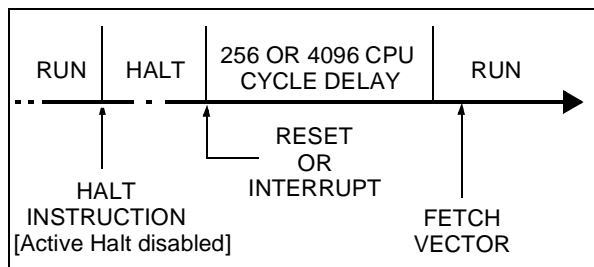 RUN
HALT
256 OR 4096 CPU
CYCLE DELAY
RUN
HALT
INSTRUCTION
[Active Halt disabled]
RESET
OR
INTERRUPT
FETCH
VECTOR